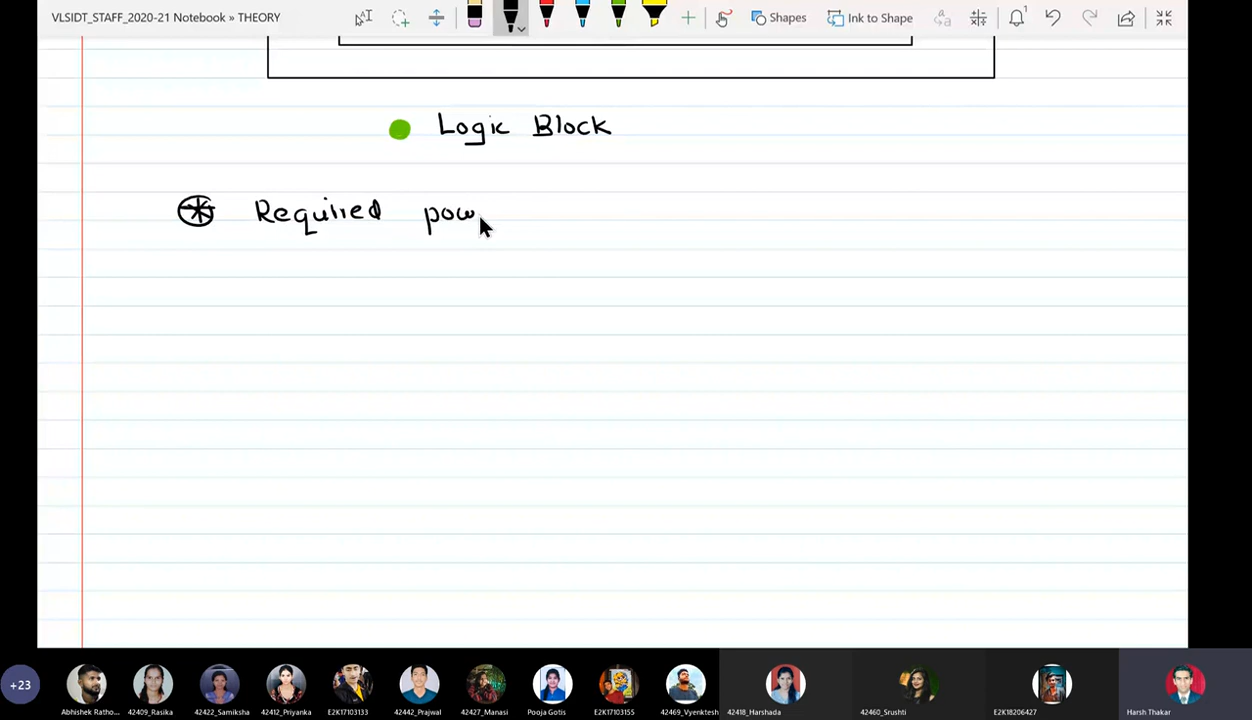 VLSIDT_STAFF_2020-21 Notebook » THEORY
Shapes
Ink to Shape
Logic Block
Required pow
+23
Abhishek Ratho...
42409_Rasika
42422_Samiksha
42412_Priyanka
E2K17103133
42442_Prajwal
42427_Manasi
Pooja Gotis
E2K17103155
42469_Vyenktesh
42418_Harshada
42460_Srushti
E2K18206427
Harsh Thakar